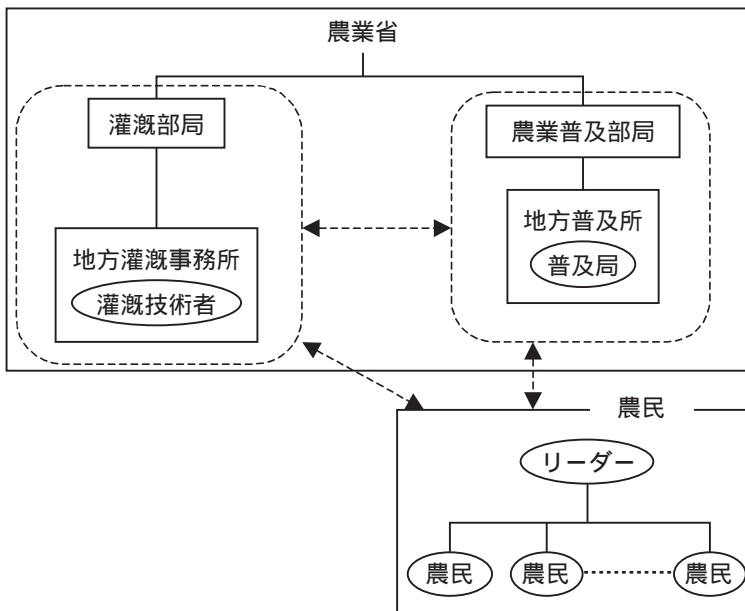 農業省
灌漑部局
農業普及部局
地方灌漑事務所
灌漑技術者
地方普及所
普及局
農民
リーダー
農民
農民
農民